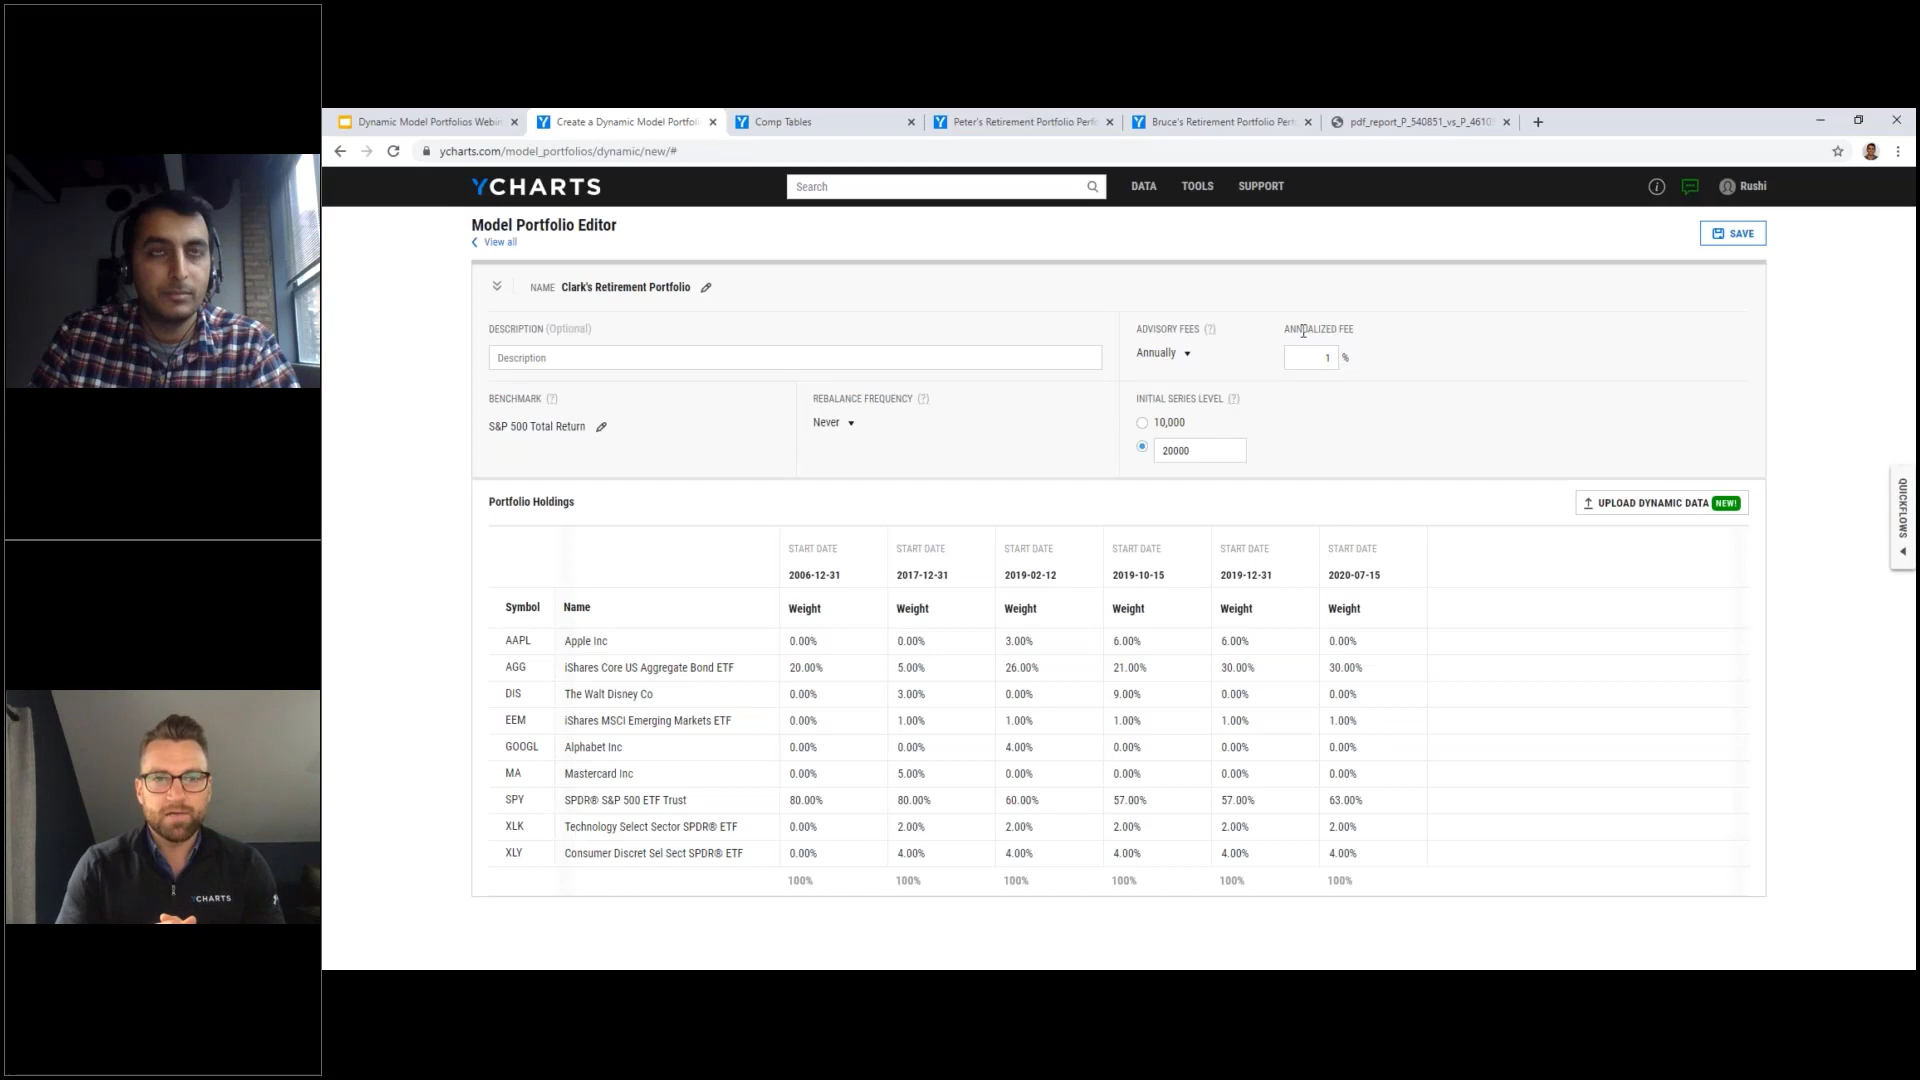 Dynamic Model Portfolios Webin
Create a Dynamic Model Portfoli
Comp Tables
Peter's Retirement Portfolio Perf
Bruce's Retirement Portfolio Perf
pdf_report_P_540851_vs_P_4610
ycharts.com/model_portfolios/dynamic/new/#
YCHARTS
Search
DATA TOOLS SUPPORT
Rushi
Model Portfolio Editor
View all
SAVE
NAME Clark's Retirement Portfolio
DESCRIPTION (Optional)
Description
ADVISORY FEES (?)
Annually
ANNUALIZED FEE
1 %
BENCHMARK (?)
S&P 500 Total Return
REBALANCE FREQUENCY (?)
Never
INITIAL SERIES LEVEL (?)
10,000
20000
QUICKFLOWS
Portfolio Holdings
UPLOAD DYNAMIC DATA NEW!
START DATE START DATE START DATE START DATE START DATE START DATE
2006-12-31 2017-12-31 2019-02-12 2019-10-15 2019-12-31 2020-07-15
Symbol Name Weight Weight Weight Weight Weight Weight
AAPL Apple Inc 0.00% 0.00% 3.00% 6.00% 6.00% 0.00%
AGG iShares Core US Aggregate Bond ETF 20.00% 5.00% 26.00% 21.00% 30.00% 30.00%
DIS The Walt Disney Co 0.00% 3.00% 0.00% 9.00% 0.00% 0.00%
EEM iShares MSCI Emerging Markets ETF 0.00% 1.00% 1.00% 1.00% 1.00% 1.00%
GOOGL Alphabet Inc 0.00% 0.00% 4.00% 0.00% 0.00% 0.00%
MA Mastercard Inc 0.00% 5.00% 0.00% 0.00% 0.00% 0.00%
SPY SPDR® S&P 500 ETF Trust 80.00% 80.00% 60.00% 57.00% 57.00% 63.00%
XLK Technology Select Sector SPDR® ETF 0.00% 2.00% 2.00% 2.00% 2.00% 2.00%
XLY Consumer Discret Sel Sect SPDR® ETF 0.00% 4.00% 4.00% 4.00% 4.00% 4.00%
100% 100% 100% 100% 100% 100%
YCHARTS